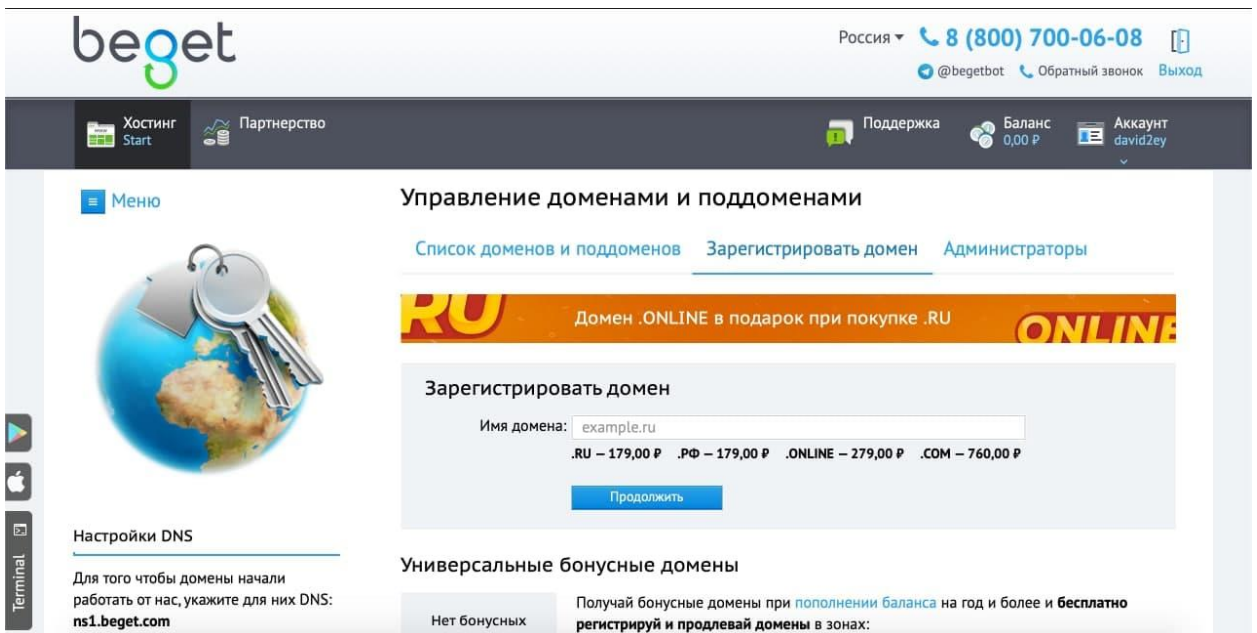 beget
Россия
8 (800) 700-06-08
@begetbot
Обратный звонок
Выход
Хостинг
Start
Партнерство
Поддержка
Баланс
0,00 ₽
Аккаунт
david2ey
Меню
Управление доменами и поддоменами
Список доменов и поддоменов
Зарегистрировать домен
Администраторы
RU
Домен .ONLINE в подарок при покупке .RU
ONLINE
Зарегистрировать домен
Имя домена:
example.ru
.RU — 179,00 ₽ .РФ — 179,00 ₽ .ONLINE — 279,00 ₽ .COM — 760,00 ₽
Продолжить
Terminal
Настройки DNS
Для того чтобы домены начали
работать от нас, укажите для них DNS:
ns1.beget.com
Универсальные бонусные домены
Нет бонусных
Получай бонусные домены при пополнении баланса на год и более и бесплатно
регистрируй и продлевай домены в зонах: